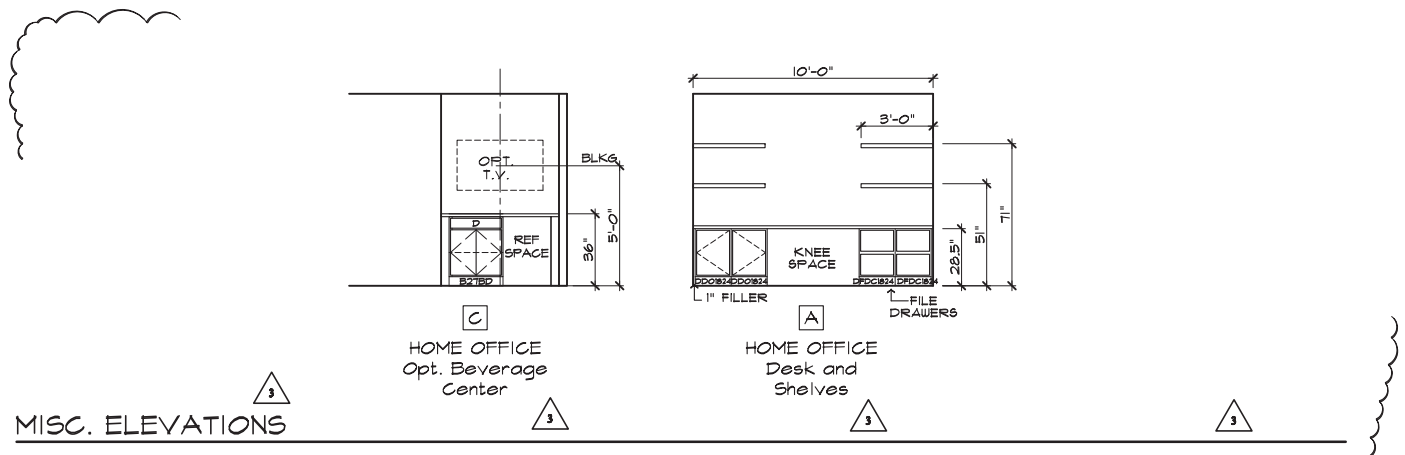 OPT.
T.V.
BLKG
D
REF
SPACE
B27BD
36"
5'-0"
C
HOME OFFICE
Opt. Beverage
Center
10'-0"
3'-0"
KNEE
SPACE
DDO1824 DDO1824
DFDC1824 DFDC1824
1" FILLER
FILE
DRAWERS
28.5"
51"
71"
A
HOME OFFICE
Desk and
Shelves
3
MISC. ELEVATIONS
3
3
3